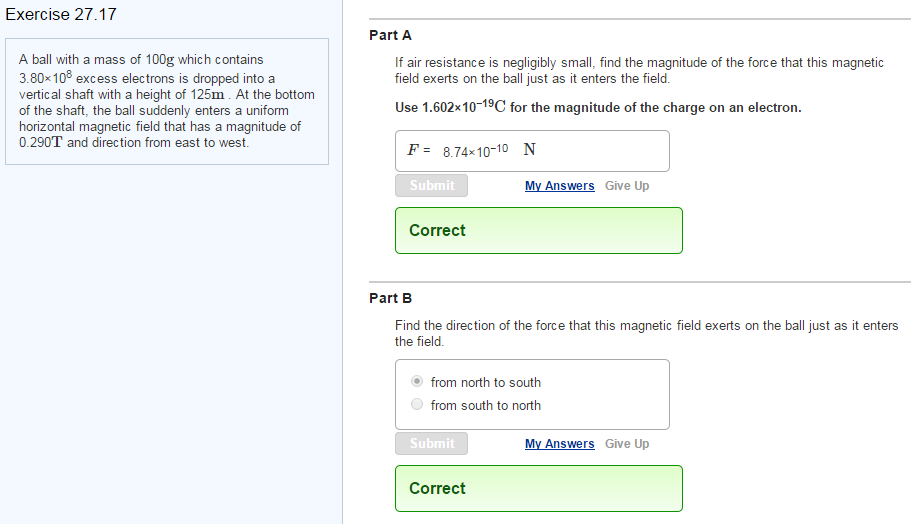 Exercise 27.17
A ball with a mass of 100g which contains
3.80×10⁸ excess electrons is dropped into a
vertical shaft with a height of 125m . At the bottom
of the shaft, the ball suddenly enters a uniform
horizontal magnetic field that has a magnitude of
0.290T and direction from east to west.
Part A
If air resistance is negligibly small, find the magnitude of the force that this magnetic
field exerts on the ball just as it enters the field.
Use 1.602×10⁻¹⁹C for the magnitude of the charge on an electron.
F = 8.74×10⁻¹⁰ N
Submit My Answers Give Up
Correct
Part B
Find the direction of the force that this magnetic field exerts on the ball just as it enters
the field.
from north to south
from south to north
Submit My Answers Give Up
Correct